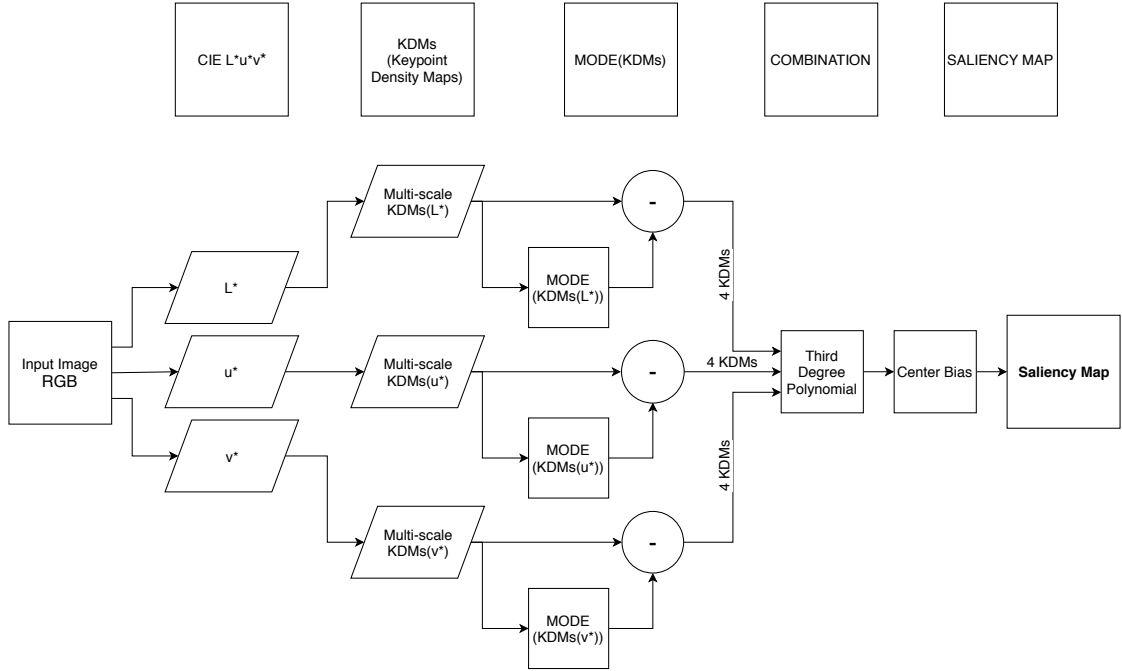 CIE L*u*v*
KDMs
(Keypoint
Density Maps)
MODE(KDMs)
COMBINATION
SALIENCY MAP
Multi-scale
KDMs(L*)
-
L*
MODE
(KDMs(L*))
4 KDMs
Input Image
RGB
u*
Multi-scale
KDMs(u*)
-
4 KDMs
Third
Degree
Polynomial
Center Bias
Saliency Map
MODE
(KDMs(u*))
v*
4 KDMs
Multi-scale
KDMs(v*)
-
MODE
(KDMs(v*))